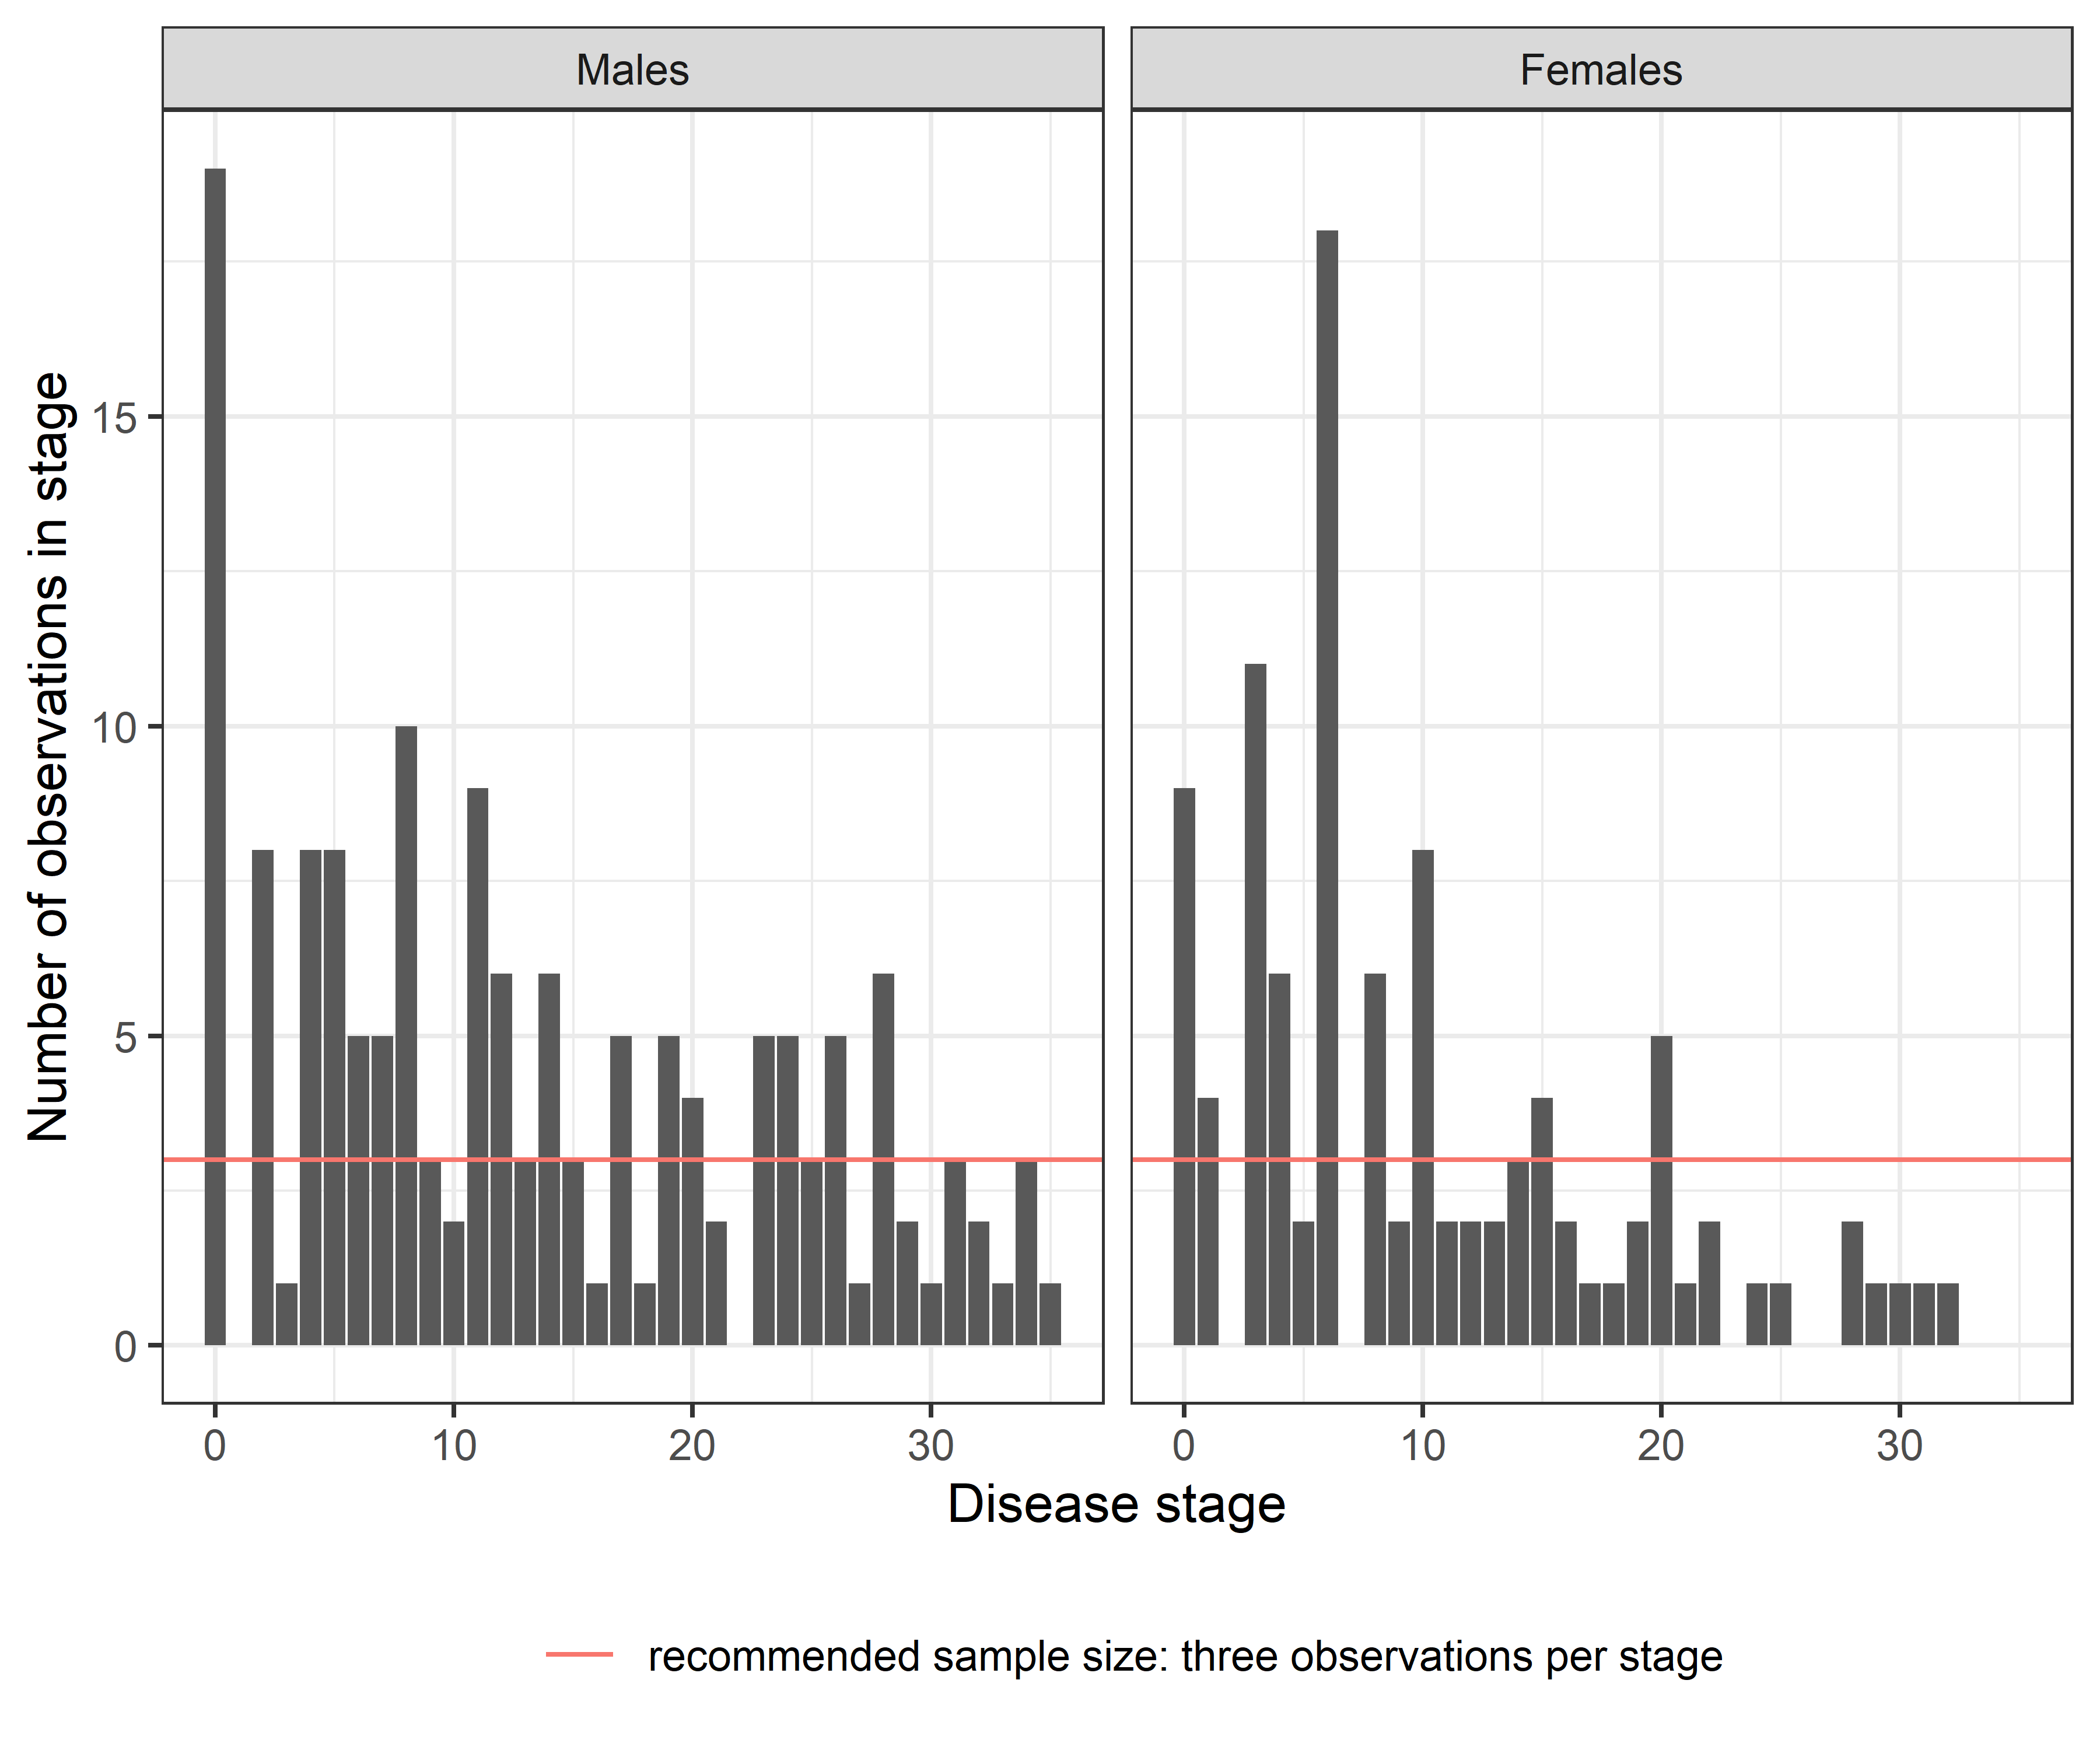 Males
Females
Number of observations in stage
15
10
5
0
0 10 20 30
0 10 20 30
Disease stage
recommended sample size: three observations per stage